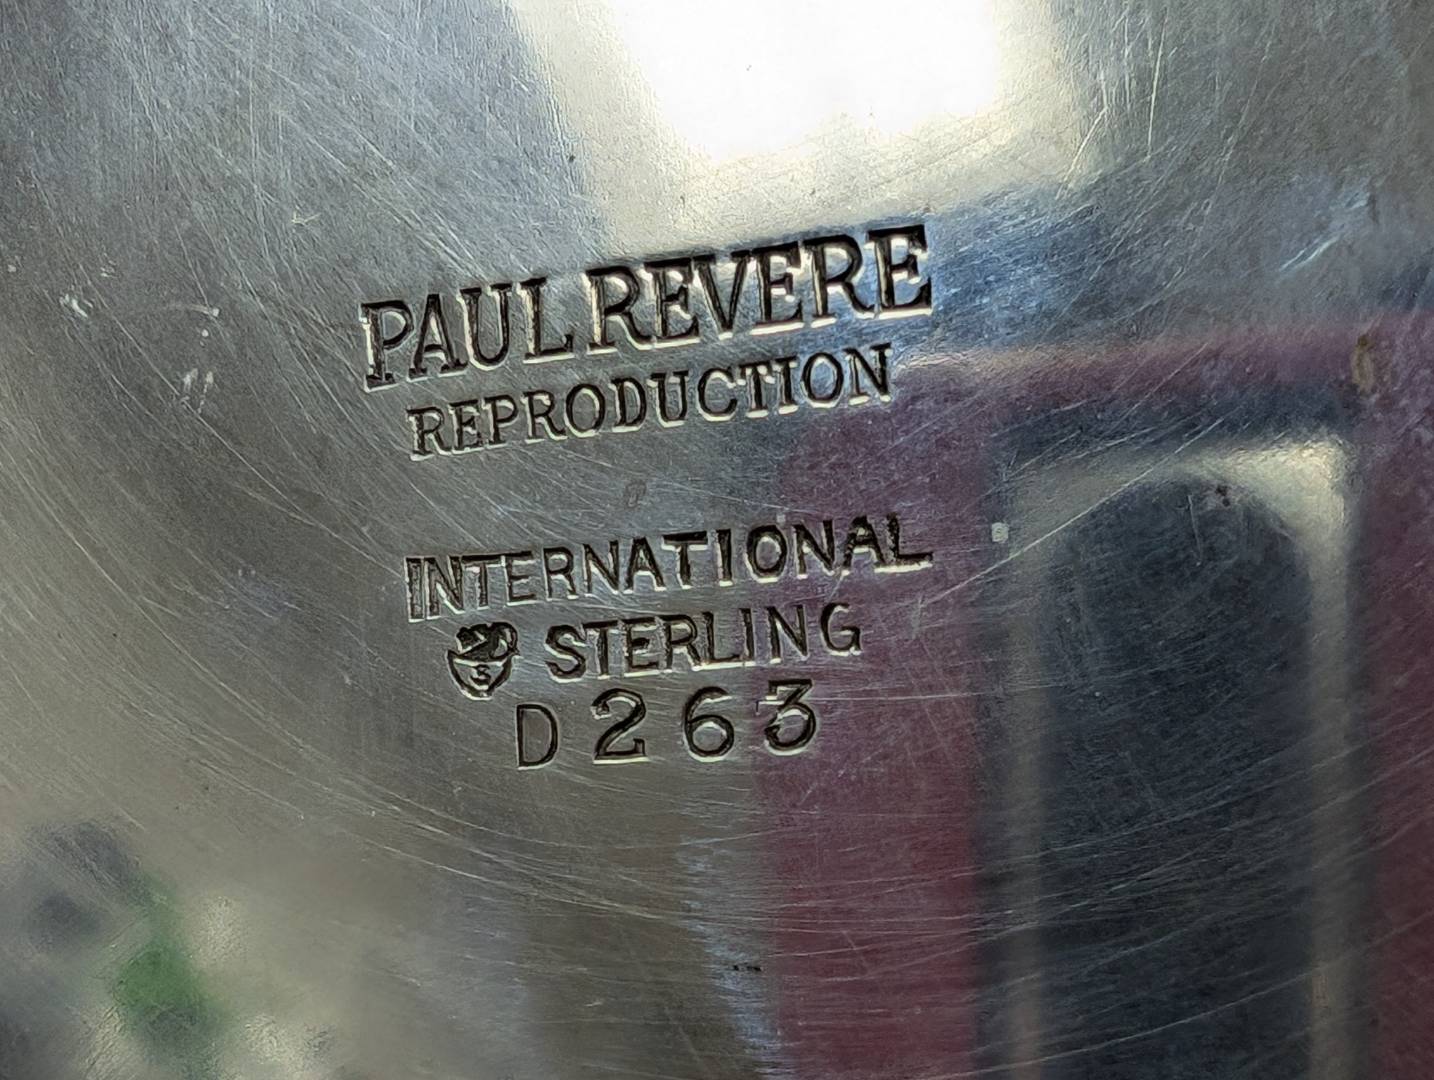 PAUL REVERE
REPRODUCTION
INTERNATIONAL
S STERLING
D263